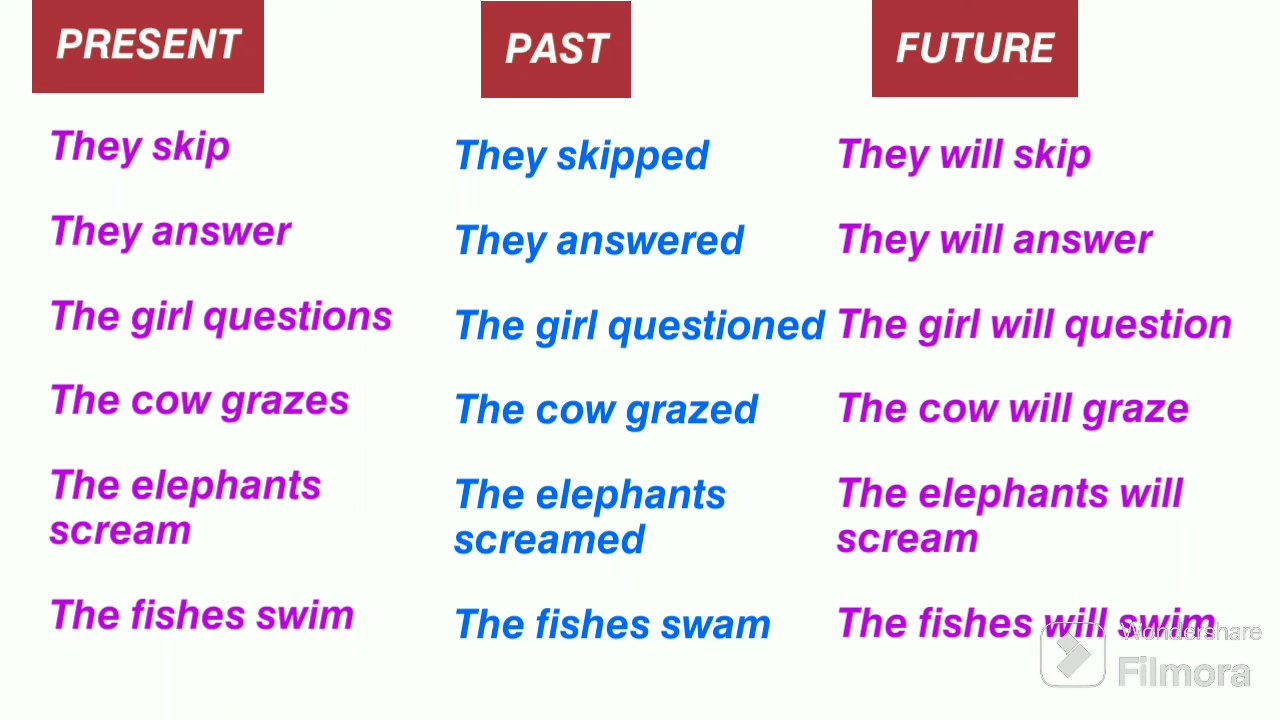 PRESENT
PAST
FUTURE
They skip
They skipped
They will skip
They answer
They answered
They will answer
The girl questions
The girl questioned
The girl will question
The cow grazes
The cow grazed
The cow will graze
The elephants
scream
The elephants
screamed
The elephants will
scream
The fishes swim
The fishes swam
The fishes will swim
Wondershare
Filmora